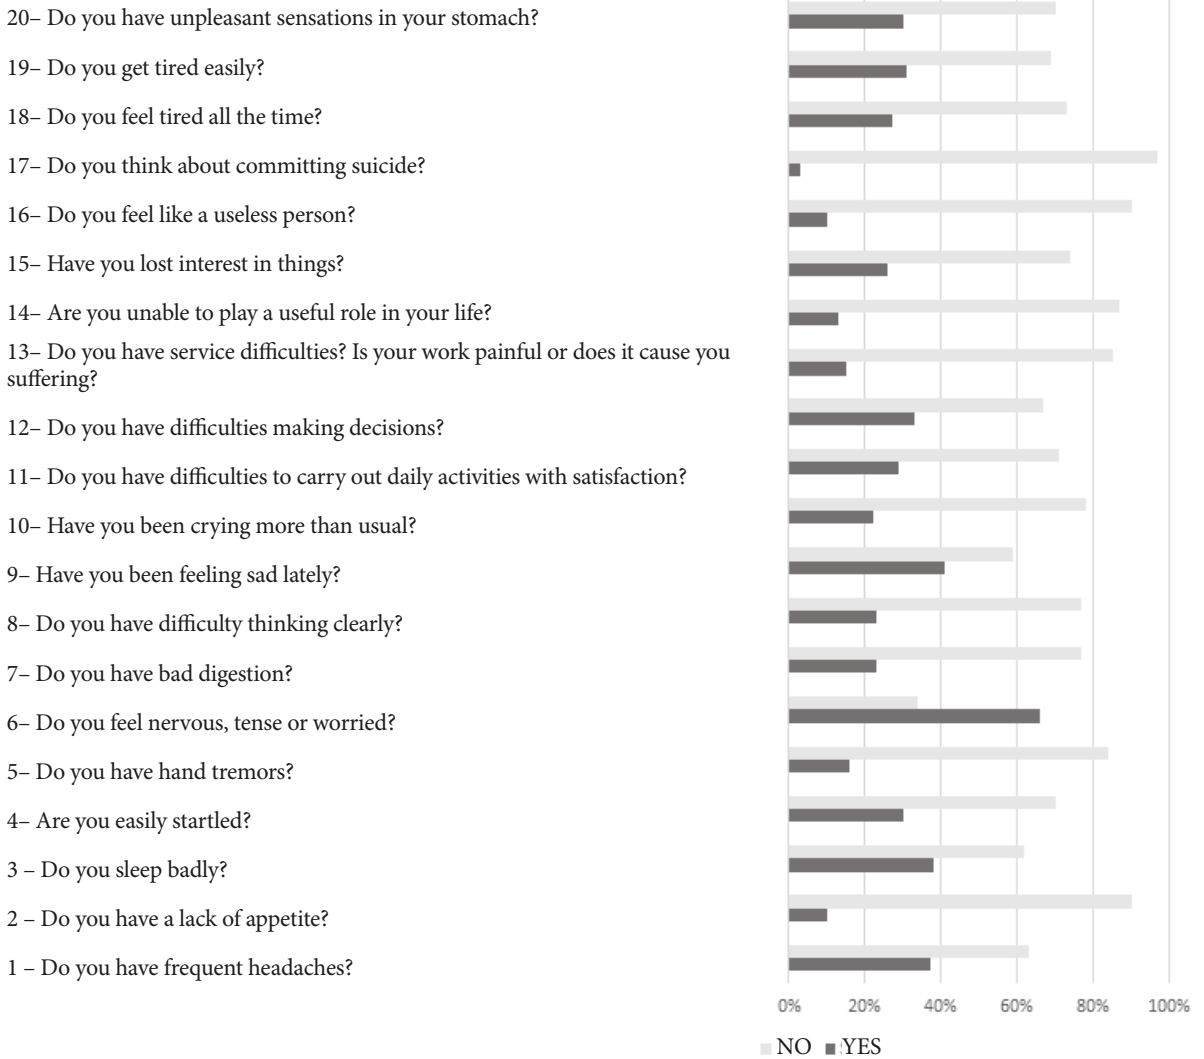 20– Do you have unpleasant sensations in your stomach?
19– Do you get tired easily?
18– Do you feel tired all the time?
17– Do you think about committing suicide?
16– Do you feel like a useless person?
15– Have you lost interest in things?
14– Are you unable to play a useful role in your life?
13– Do you have service difficulties? Is your work painful or does it cause you
suffering?
12– Do you have difficulties making decisions?
11– Do you have difficulties to carry out daily activities with satisfaction?
10– Have you been crying more than usual?
9– Have you been feeling sad lately?
8– Do you have difficulty thinking clearly?
7– Do you have bad digestion?
6– Do you feel nervous, tense or worried?
5– Do you have hand tremors?
4– Are you easily startled?
3 – Do you sleep badly?
2 – Do you have a lack of appetite?
1 – Do you have frequent headaches?
0% 20% 40% 60% 80% 100%
NO YES